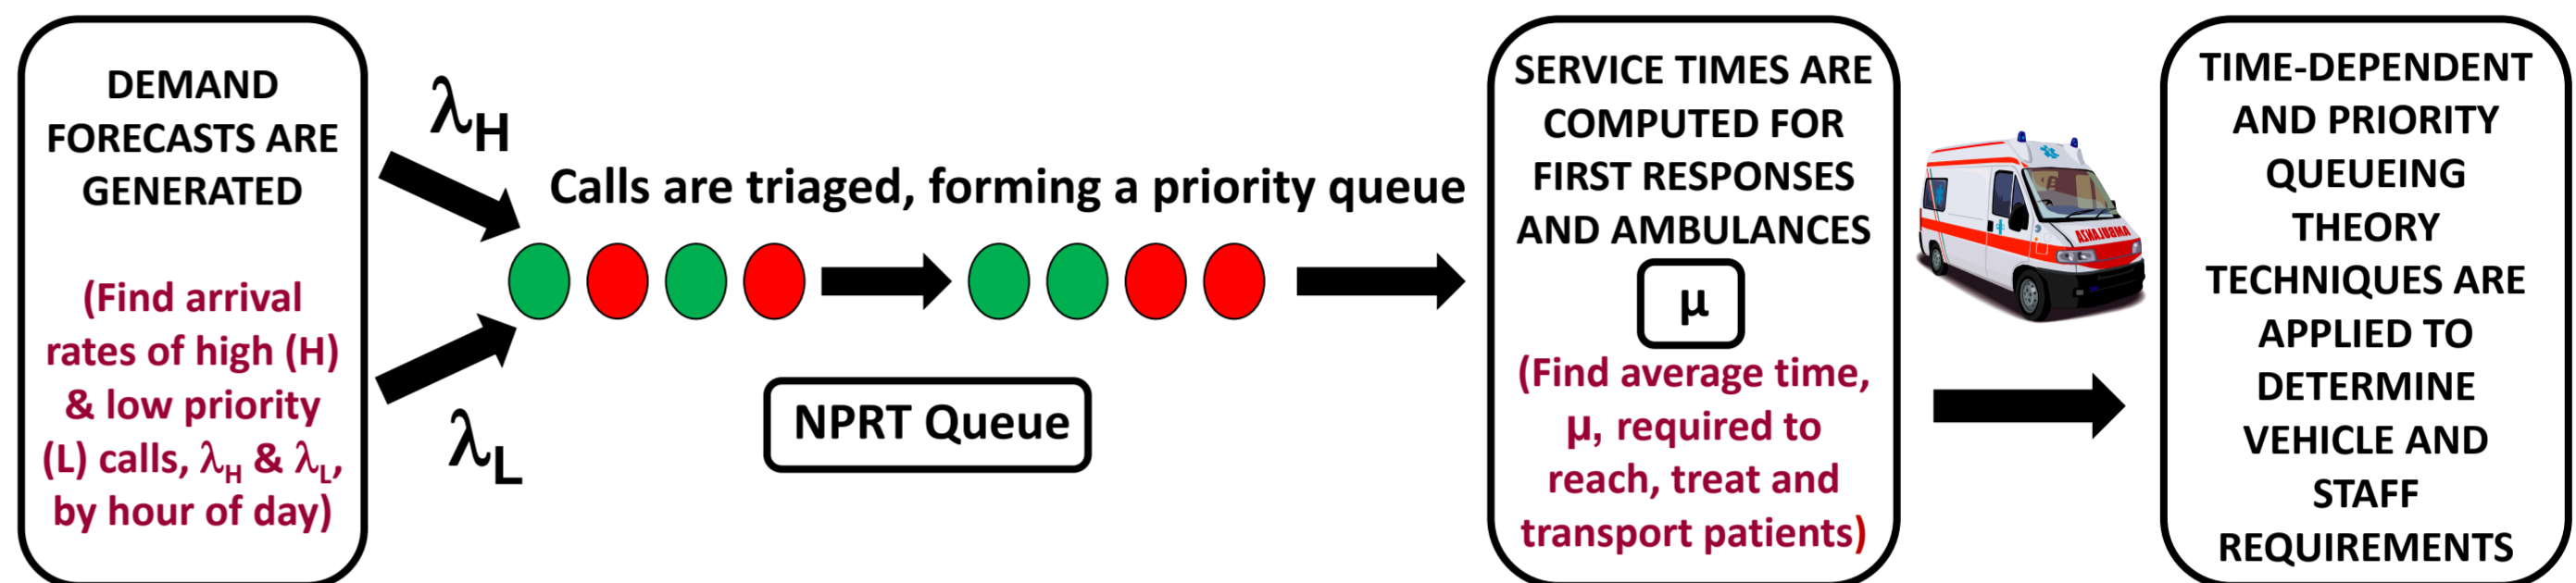 DEMAND
FORECASTS ARE
GENERATED
(Find arrival
rates of high (H)
& low priority
(L) calls, λH & λL,
by hour of day)
λH
λL
Calls are triaged, forming a priority queue
NPRT Queue
SERVICE TIMES ARE
COMPUTED FOR
FIRST RESPONSES
AND AMBULANCES
μ
(Find average time,
μ, required to
reach, treat and
transport patients)
AMBULANSA
TIME-DEPENDENT
AND PRIORITY
QUEUEING
THEORY
TECHNIQUES ARE
APPLIED TO
DETERMINE
VEHICLE AND
STAFF
REQUIREMENTS